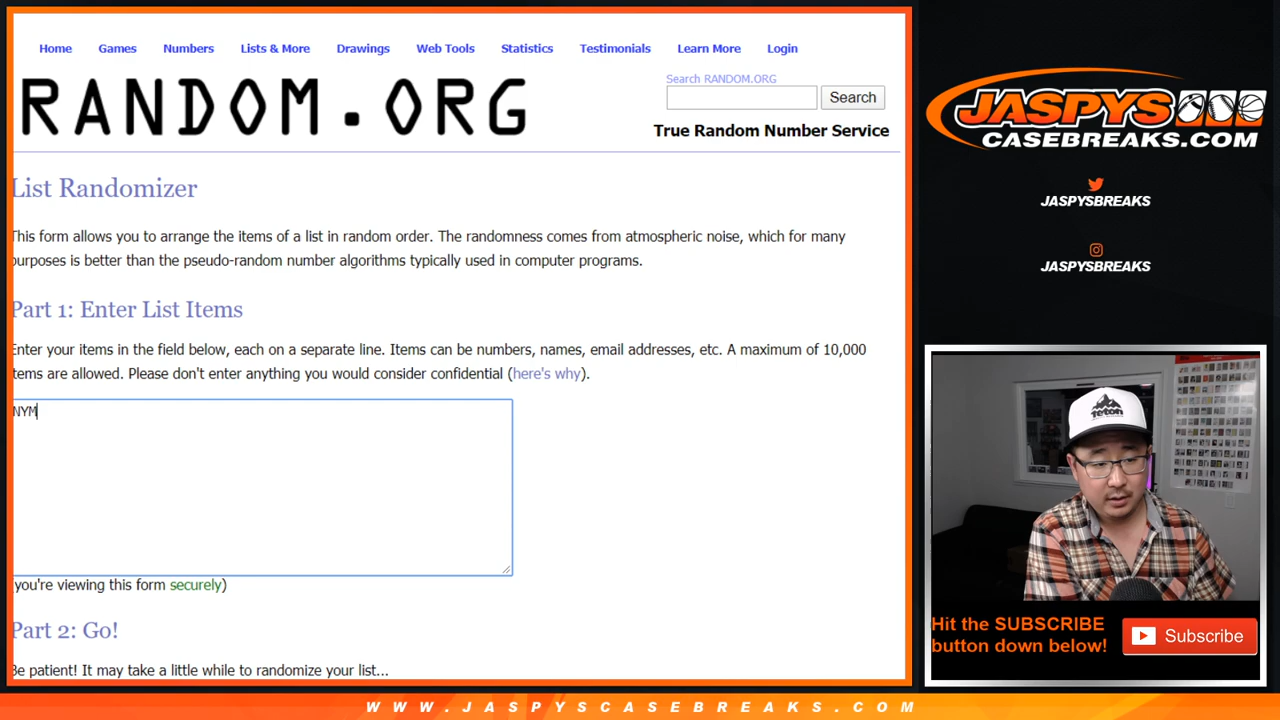 Home Games Numbers Lists & More Drawings Web Tools Statistics Testimonials Learn More Login
RANDOM.ORG
Search RANDOM.ORG
Search
True Random Number Service
List Randomizer
This form allows you to arrange the items of a list in random order. The randomness comes from atmospheric noise, which for many
purposes is better than the pseudo-random number algorithms typically used in computer programs.
Part 1: Enter List Items
Enter your items in the field below, each on a separate line. Items can be numbers, names, email addresses, etc. A maximum of 10,000
items are allowed. Please don't enter anything you would consider confidential (here's why).
NYM
you're viewing this form securely)
Part 2: Go!
Be patient! It may take a little while to randomize your list...
JASPYS
CASEBREAKS.COM
JASPYSBREAKS
JASPYSBREAKS
Teton
Hit the SUBSCRIBE
button down below!
Subscribe
WWW.JASPYSCASEBREAKS.COM